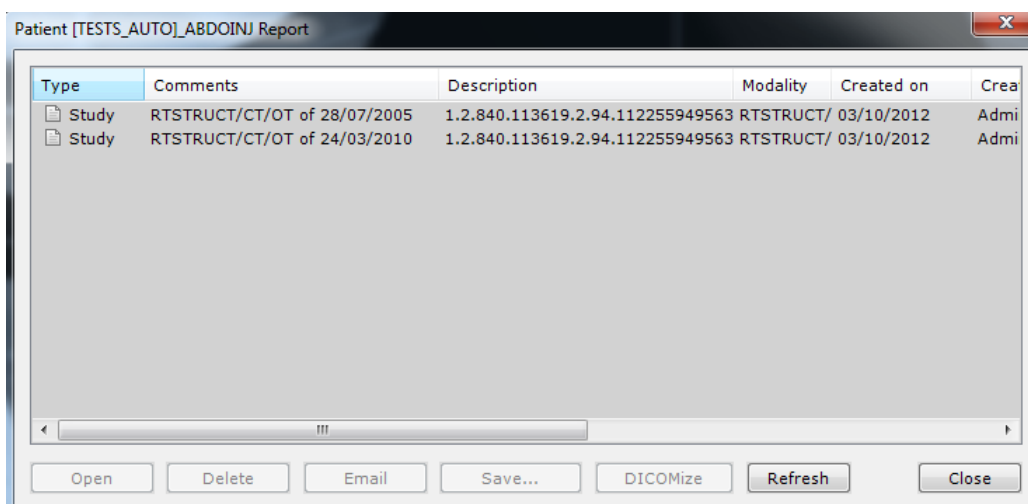 Patient [TESTS_AUTO]_ABDOINJ Report
Type Comments Description Modality Created on Crea
Study RTSTRUCT/CT/OT of 28/07/2005 1.2.840.113619.2.94.112255949563 RTSTRUCT/ 03/10/2012 Admi
Study RTSTRUCT/CT/OT of 24/03/2010 1.2.840.113619.2.94.112255949563 RTSTRUCT/ 03/10/2012 Admi
Open Delete Email Save... DICOMize Refresh Close